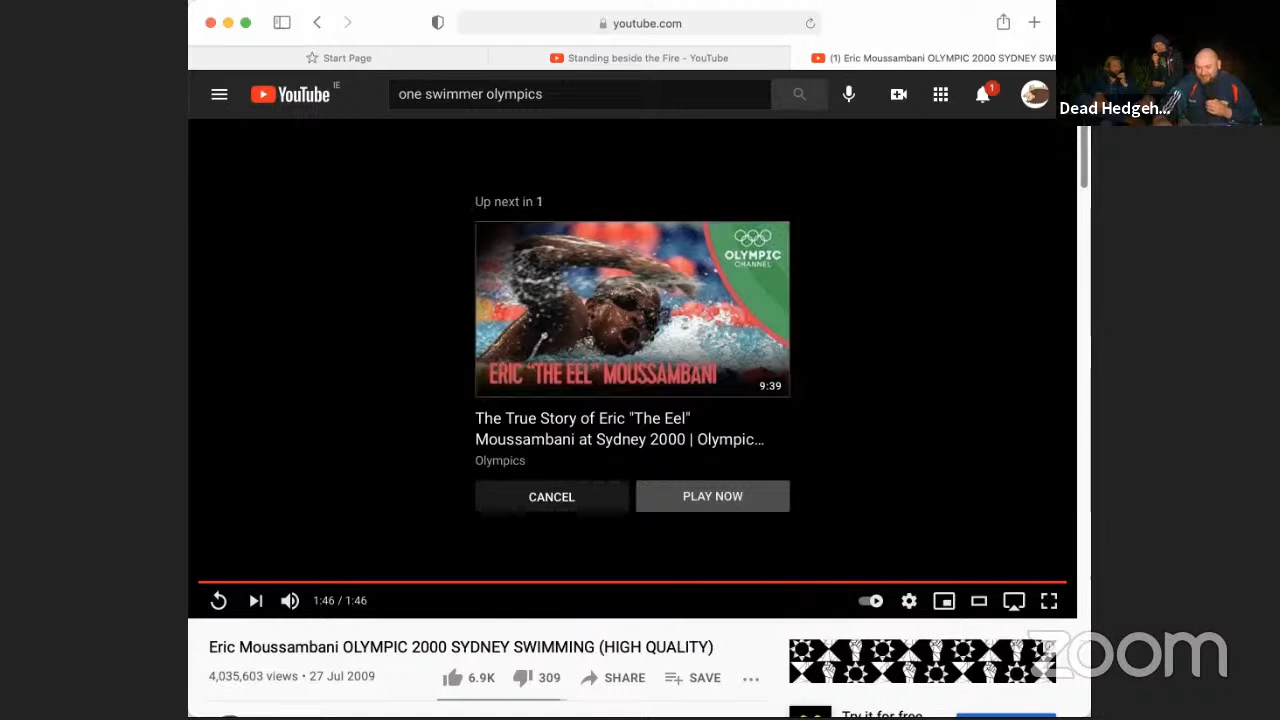 youtube.com
Start Page
Standing beside the Fire - YouTube
(1) Eric Moussambani OLYMPIC 2000 SYDNEY SWIM
YouTube IE
one swimmer olympics
1
Dead Hedgeh...
Up next in 1
OLYMPIC
CHANNEL
ERIC "THE EEL" MOUSSAMBANI
9:39
The True Story of Eric "The Eel"
Moussambani at Sydney 2000 | Olympic...
Olympics
CANCEL
PLAY NOW
1:46 / 1:46
Eric Moussambani OLYMPIC 2000 SYDNEY SWIMMING (HIGH QUALITY)
4,035,603 views • 27 Jul 2009
6.9K
309
SHARE
SAVE
zoom
Try it for free